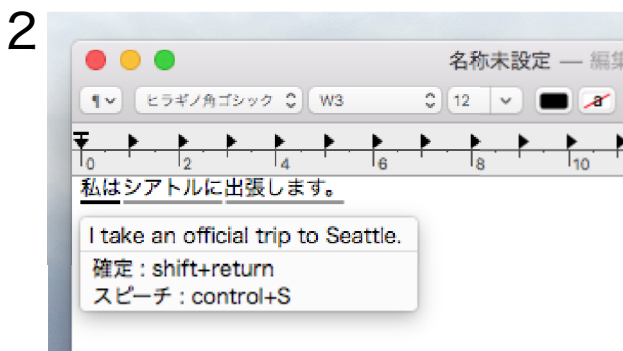 2
名称未設定 — 編集
¶ ヒラギノ角ゴシック W3 12 a
0 2 4 6 8 10
私はシアトルに出張します。
I take an official trip to Seattle.
確定 : shift+return
スピーチ : control+S